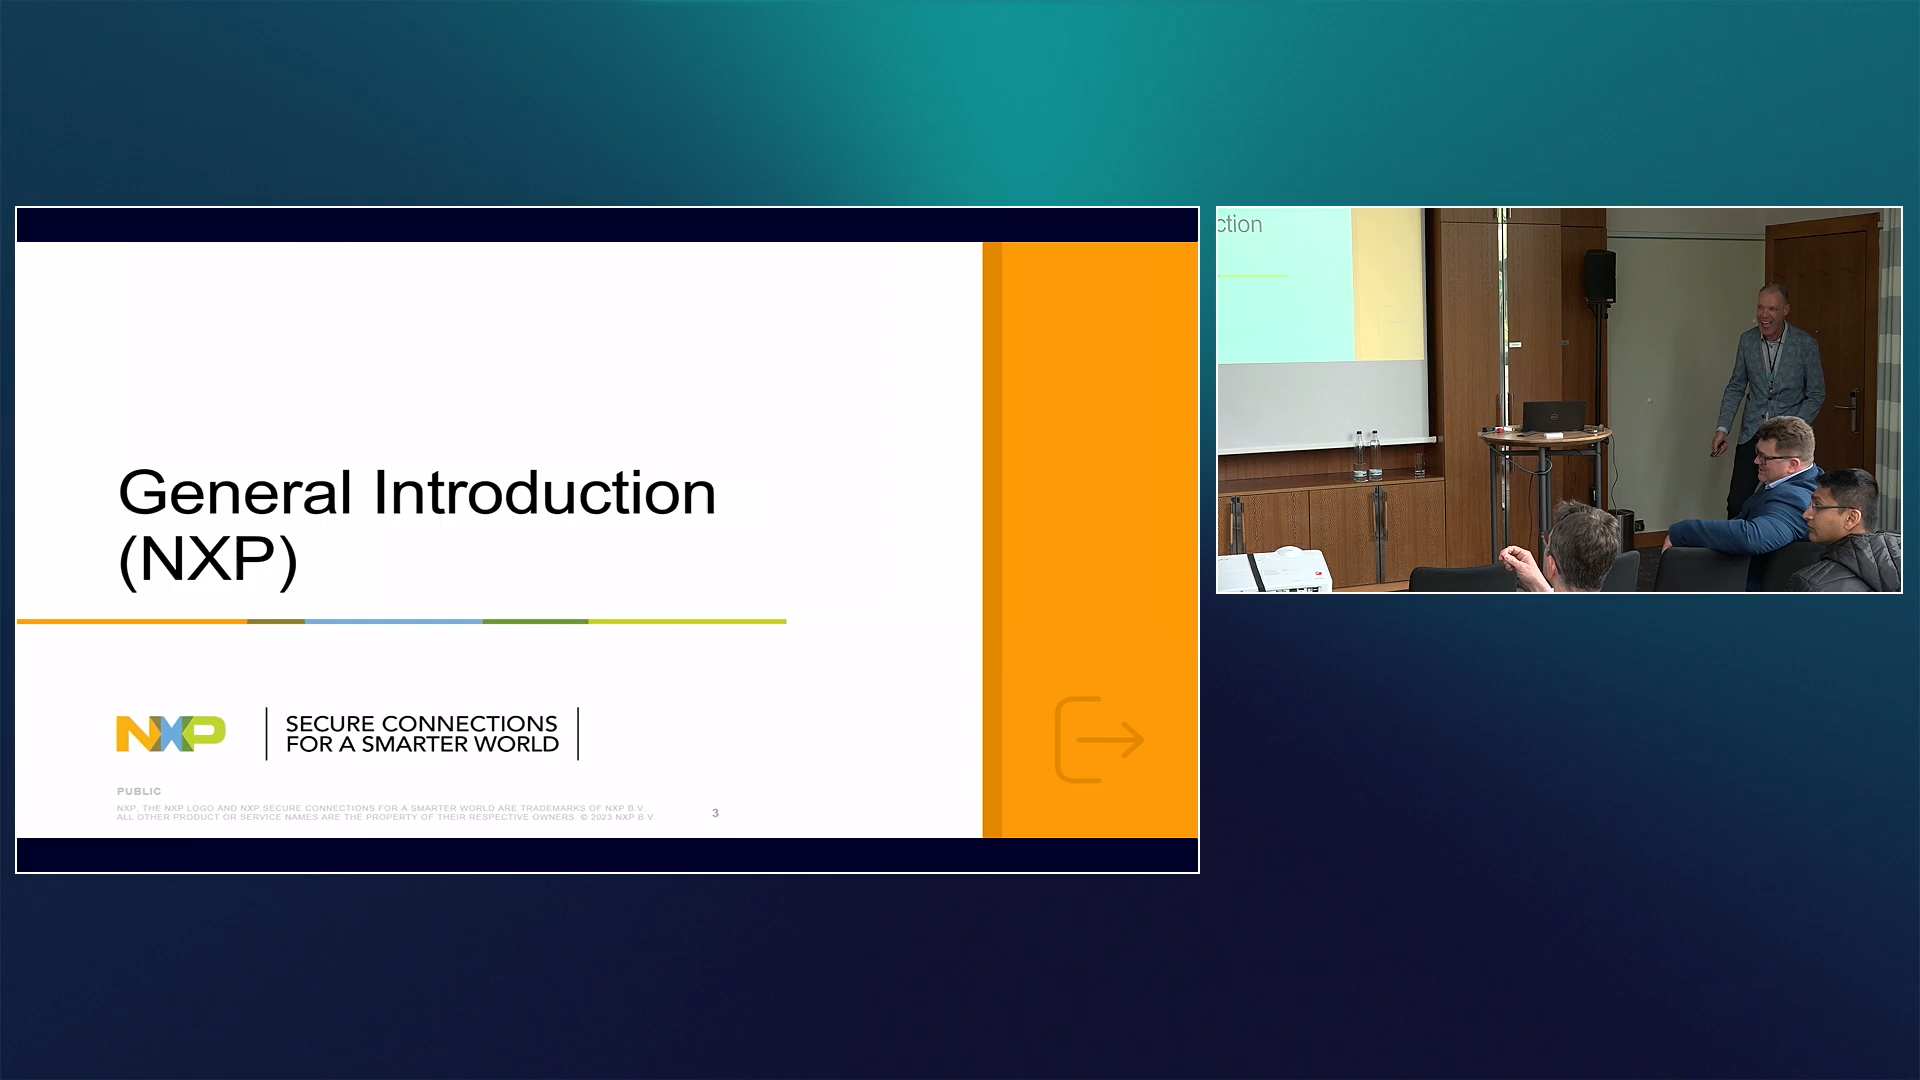 General Introduction
(NXP)
NXP
SECURE CONNECTIONS
FOR A SMARTER WORLD
PUBLIC
NXP, THE NXP LOGO AND NXP SECURE CONNECTIONS FOR A SMARTER WORLD ARE TRADEMARKS OF NXP B.V.
ALL OTHER PRODUCT OR SERVICE NAMES ARE THE PROPERTY OF THEIR RESPECTIVE OWNERS. © 2023 NXP B.V.
3
ction